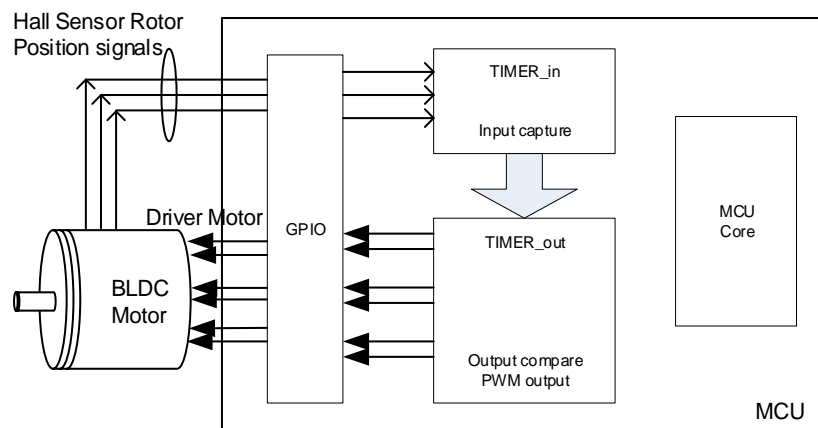 Hall Sensor Rotor
Position signals
TIMER_in
Input capture
Driver Motor
GPIO
TIMER_out
MCU
Core
BLDC
Motor
Output compare
PWM output
MCU